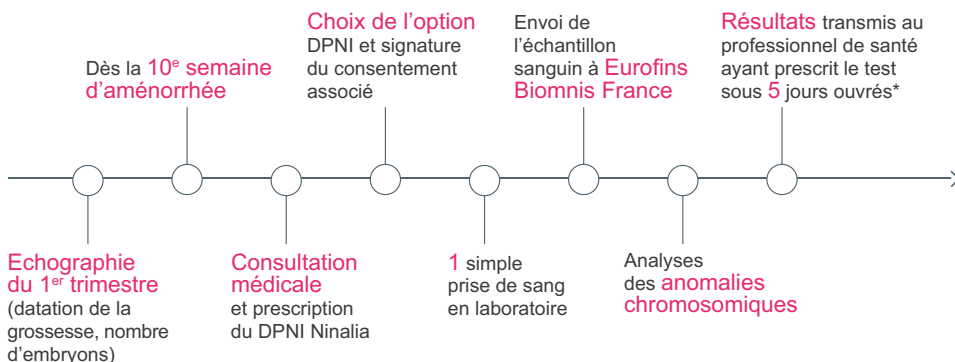 Dès la 10e semaine
d’aménorrhée
Choix de l’option
DPNI et signature
du consentement
associé
Envoi de
l’échantillon
sanguin à Eurofins
Biomnis France
Résultats transmis au
professionnel de santé
ayant prescrit le test
sous 5 jours ouvrés*
Echographie
du 1er trimestre
(datation de la
grossesse, nombre
d’embryons)
Consultation
médicale
et prescription
du DPNI Ninalia
1 simple
prise de sang
en laboratoire
Analyses
des anomalies
chromosomiques